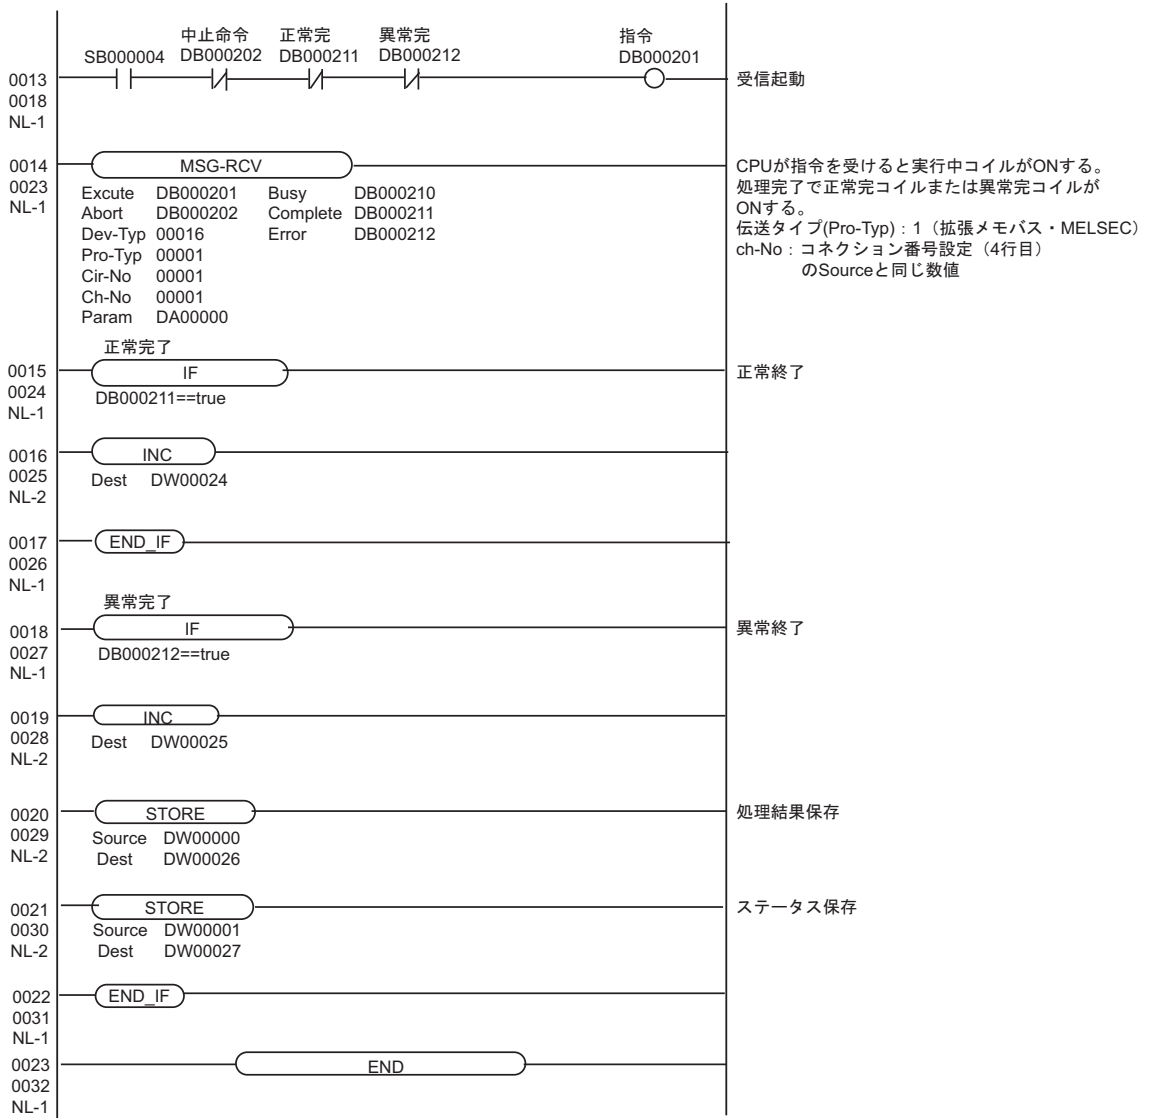 中止命令 正常完 異常完 指令
SB000004 DB000202 DB000211 DB000212 DB000201
0013 受信起動
0018
NL-1
0014 MSG-RCV CPUが指令を受けると実行中コイルがONする。
0023 Excute DB000201 Busy DB000210 処理完了で正常完コイルまたは異常完コイルが
NL-1 Abort DB000202 Complete DB000211 ONする。
Dev-Typ 00016 Error DB000212 伝送タイプ(Pro-Typ)：1（拡張メモバス・MELSEC）
Pro-Typ 00001 ch-No：コネクション番号設定（4行目）
Cir-No 00001 のSourceと同じ数値
Ch-No 00001
Param DA00000
正常完了
0015 IF 正常終了
0024 DB000211==true
NL-1
0016 INC
0025 Dest DW00024
NL-2
0017 END_IF
0026
NL-1
異常完了
0018 IF 異常終了
0027 DB000212==true
NL-1
0019 INC
0028 Dest DW00025
NL-2
0020 STORE 処理結果保存
0029 Source DW00000
NL-2 Dest DW00026
0021 STORE ステータス保存
0030 Source DW00001
NL-2 Dest DW00027
0022 END_IF
0031
NL-1
0023 END
0032
NL-1